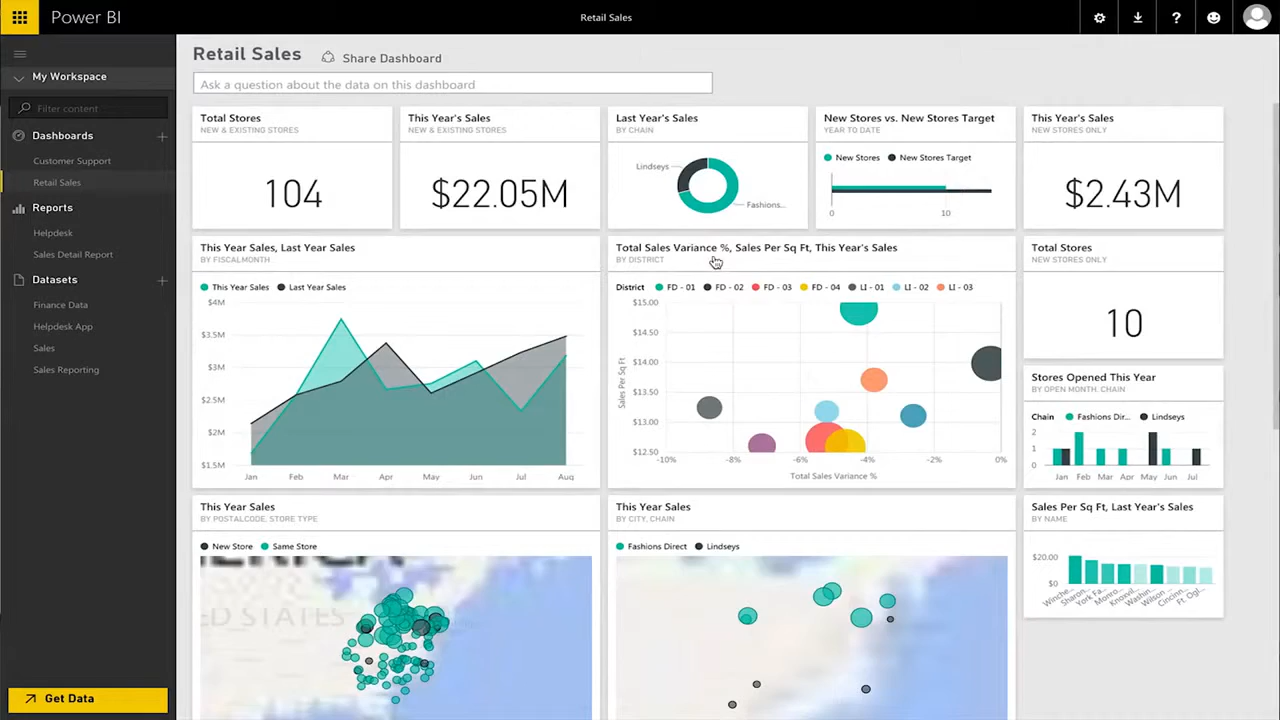 Power BI
Retail Sales
My Workspace
Filter content
Dashboards
Customer Support
Retail Sales
Reports
Helpdesk
Sales Detail Report
Datasets
Finance Data
Helpdesk App
Sales
Sales Reporting
Get Data
Retail Sales
Share Dashboard
Ask a question about the data on this dashboard
Total Stores
NEW & EXISTING STORES
104
This Year's Sales
NEW & EXISTING STORES
$22.05M
Last Year's Sales
BY CHAIN
Lindseys
Fashions...
New Stores vs. New Stores Target
YEAR TO DATE
New Stores New Stores Target
0 10
This Year's Sales
NEW STORES ONLY
$2.43M
This Year Sales, Last Year Sales
BY FISCALMONTH
This Year Sales Last Year Sales
$4M
$3.5M
$3M
$2.5M
$2M
$1.5M
Jan Feb Mar Apr May Jun Jul Aug
Total Sales Variance %, Sales Per Sq Ft, This Year's Sales
BY DISTRICT
District FD - 01 FD - 02 FD - 03 FD - 04 LI - 01 LI - 02 LI - 03
Sales Per Sq Ft
$15.00
$14.50
$14.00
$13.50
$13.00
$12.50
-10% -8% -6% -4% -2% 0%
Total Sales Variance %
Total Stores
NEW STORES ONLY
10
Stores Opened This Year
BY OPEN MONTH, CHAIN
Chain Fashions Dir... Lindseys
2
1
0
Jan Feb Mar Apr May Jun Jul
This Year Sales
BY POSTALCODE, STORE TYPE
New Store Same Store
STATES
This Year Sales
BY CITY, CHAIN
Fashions Direct Lindseys
Sales Per Sq Ft, Last Year's Sales
BY NAME
$20.00
$0
Winche... Sharon... York Fa... Monro... Knoxvil... Washin... Wilson ... Cincinn... Ft. Ogl...